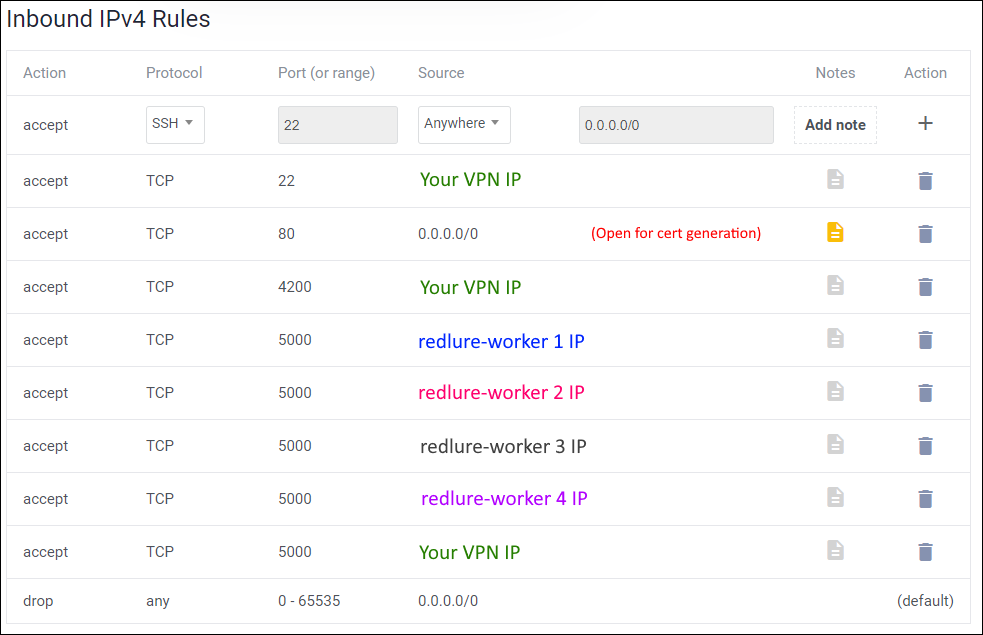 Inbound IPv4 Rules
Action Protocol Port (or range) Source Notes Action
accept SSH 22 Anywhere 0.0.0.0/0 Add note +
accept TCP 22 Your VPN IP
accept TCP 80 0.0.0.0/0 (Open for cert generation)
accept TCP 4200 Your VPN IP
accept TCP 5000 redlure-worker 1 IP
accept TCP 5000 redlure-worker 2 IP
accept TCP 5000 redlure-worker 3 IP
accept TCP 5000 redlure-worker 4 IP
accept TCP 5000 Your VPN IP
drop any 0 - 65535 0.0.0.0/0 (default)